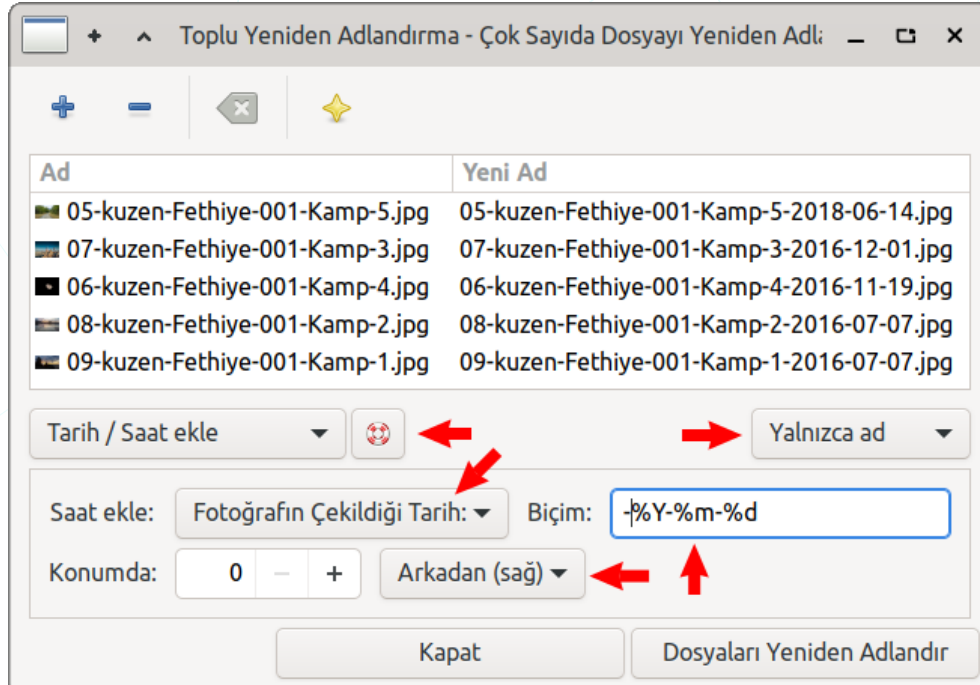 Toplu Yeniden Adlandırma - Çok Sayıda Dosyayı Yeniden Adla
Ad Yeni Ad
05-kuzen-Fethiye-001-Kamp-5.jpg 05-kuzen-Fethiye-001-Kamp-5-2018-06-14.jpg
07-kuzen-Fethiye-001-Kamp-3.jpg 07-kuzen-Fethiye-001-Kamp-3-2016-12-01.jpg
06-kuzen-Fethiye-001-Kamp-4.jpg 06-kuzen-Fethiye-001-Kamp-4-2016-11-19.jpg
08-kuzen-Fethiye-001-Kamp-2.jpg 08-kuzen-Fethiye-001-Kamp-2-2016-07-07.jpg
09-kuzen-Fethiye-001-Kamp-1.jpg 09-kuzen-Fethiye-001-Kamp-1-2016-07-07.jpg
Tarih / Saat ekle Yalnızca ad
Saat ekle: Fotoğrafın Çekildiği Tarih: Biçim: -%Y-%m-%d
Konumda: 0 − + Arkadan (sağ)
Kapat Dosyaları Yeniden Adlandır